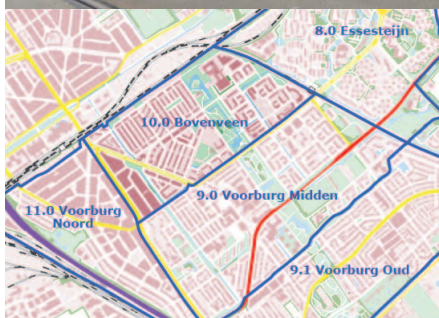 8.0 Essesteijn
10.0 Bovenveen
9.0 Voorburg Midden
11.0 Voorburg
Noord
9.1 Voorburg Oud